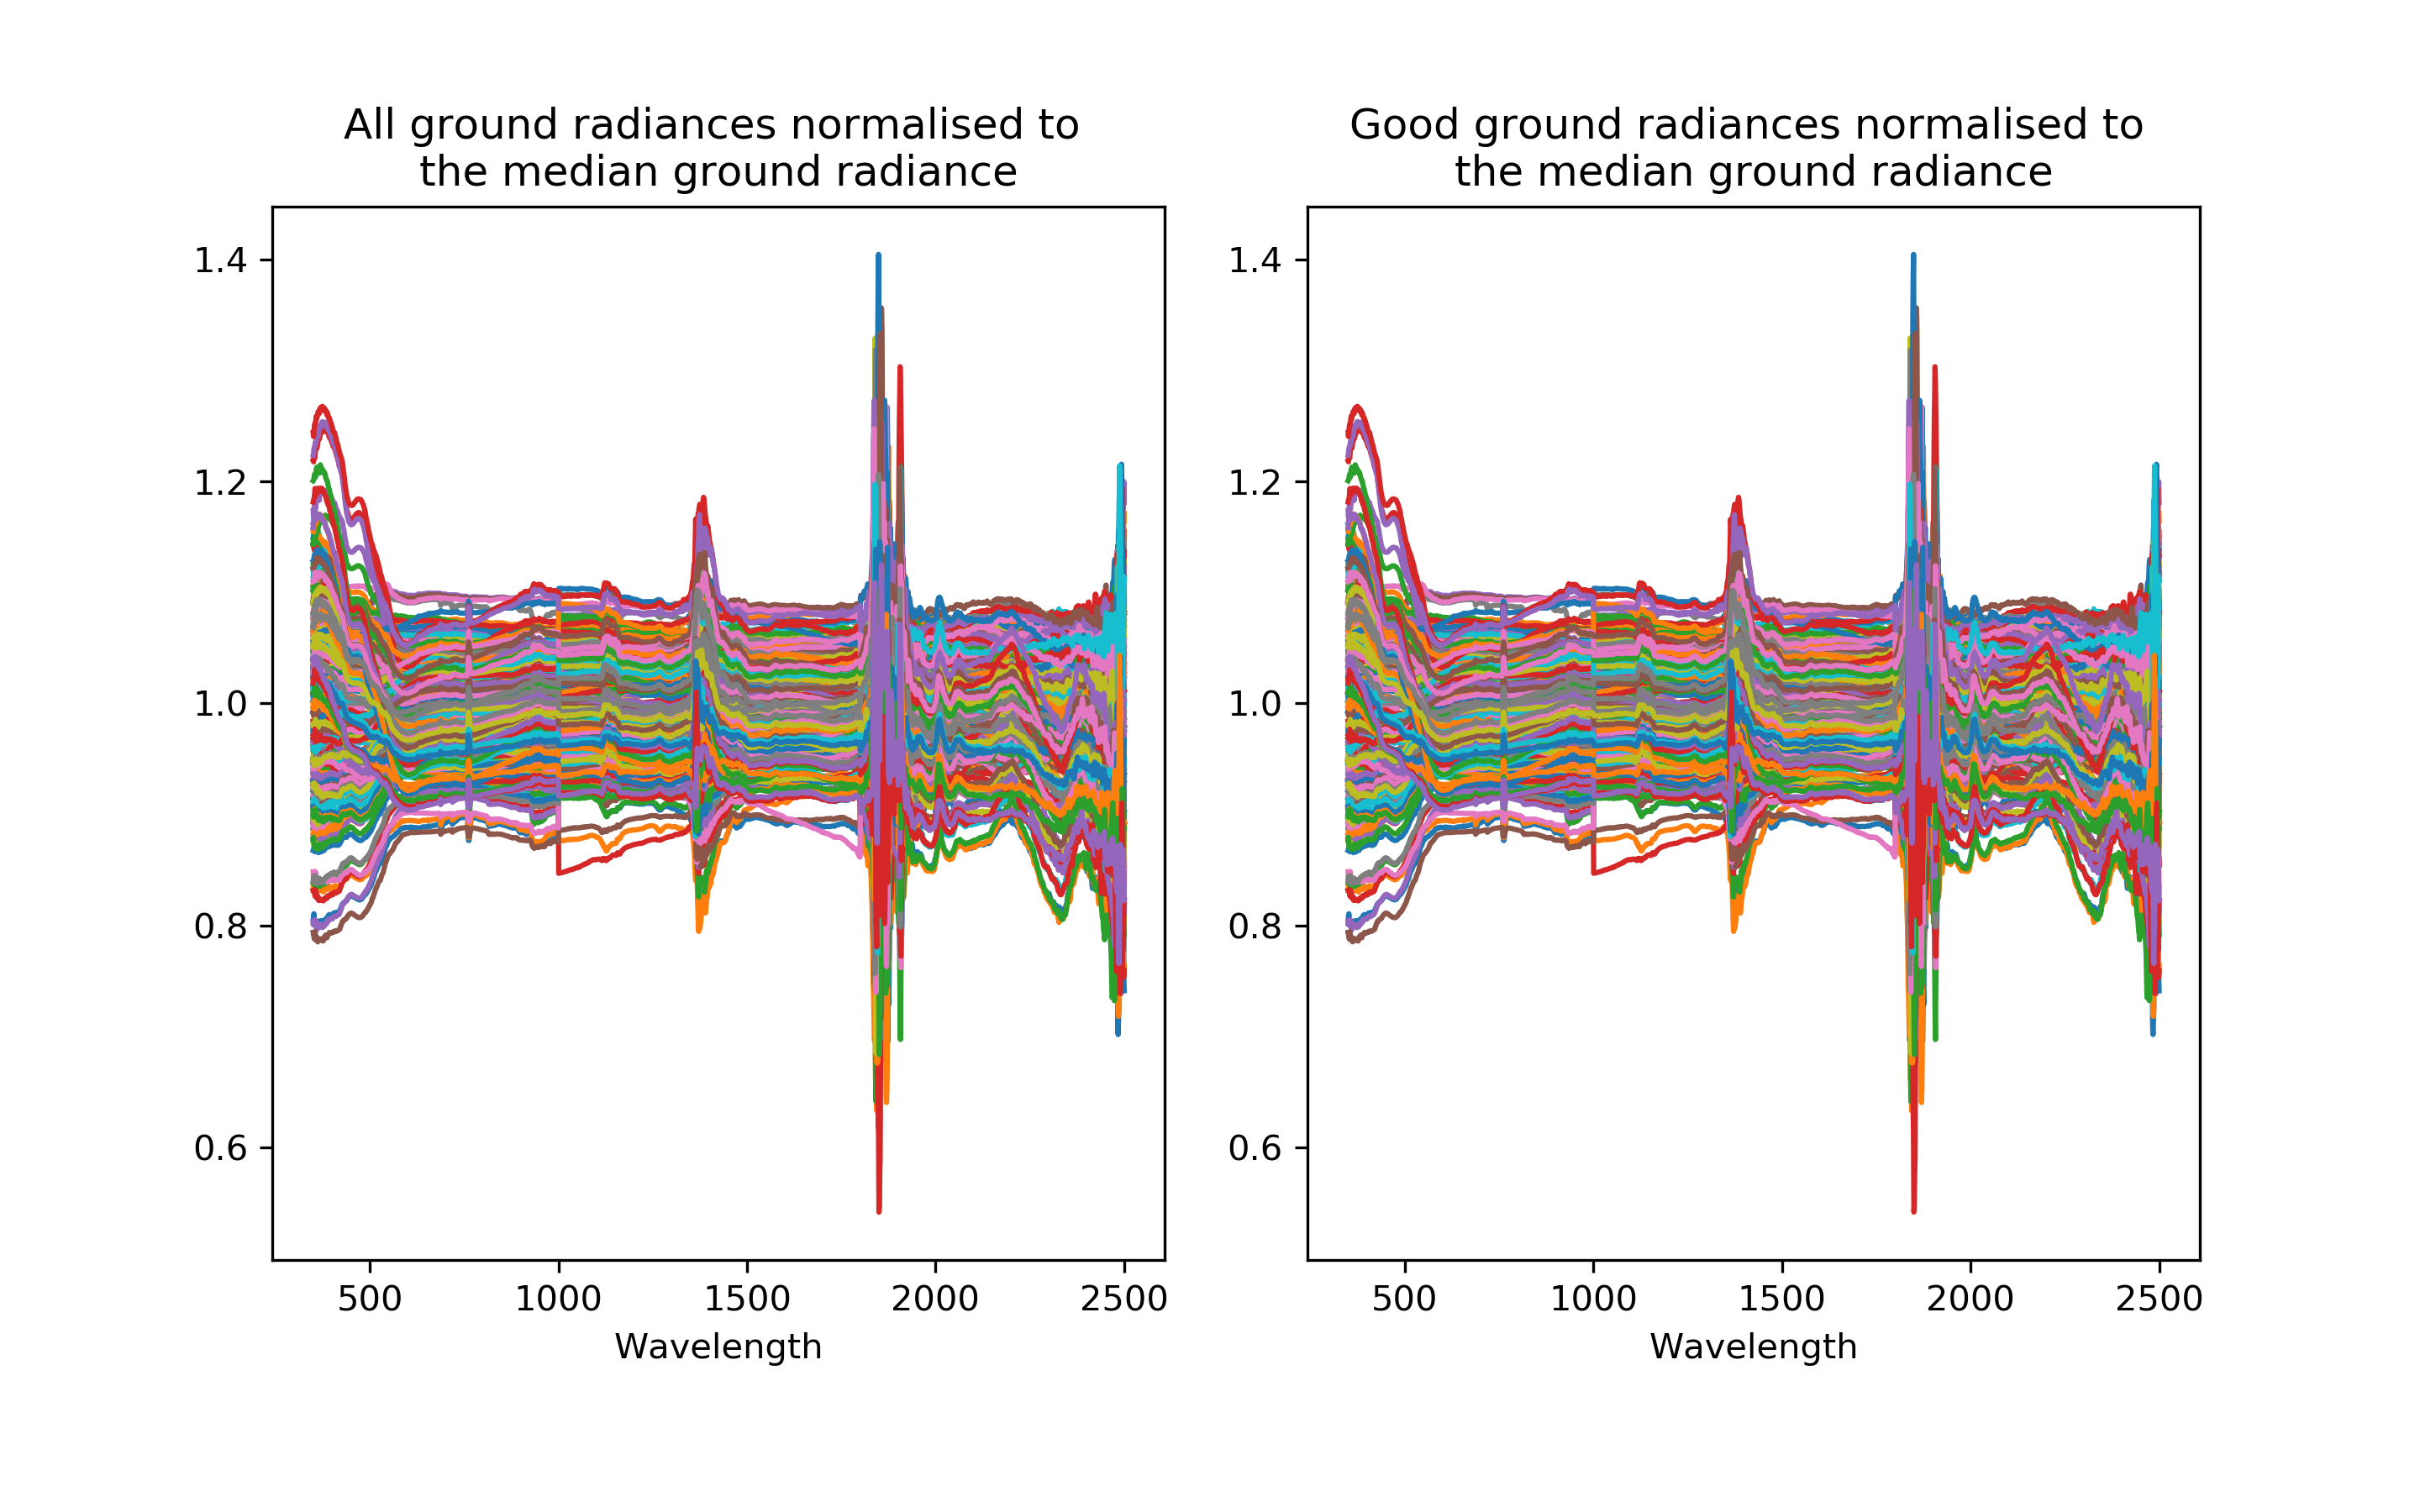 All ground radiances normalised to
the median ground radiance
1.4
1.2
1.0
0.8
0.6
500 1000 1500 2000 2500
Wavelength
Good ground radiances normalised to
the median ground radiance
1.4
1.2
1.0
0.8
0.6
500 1000 1500 2000 2500
Wavelength